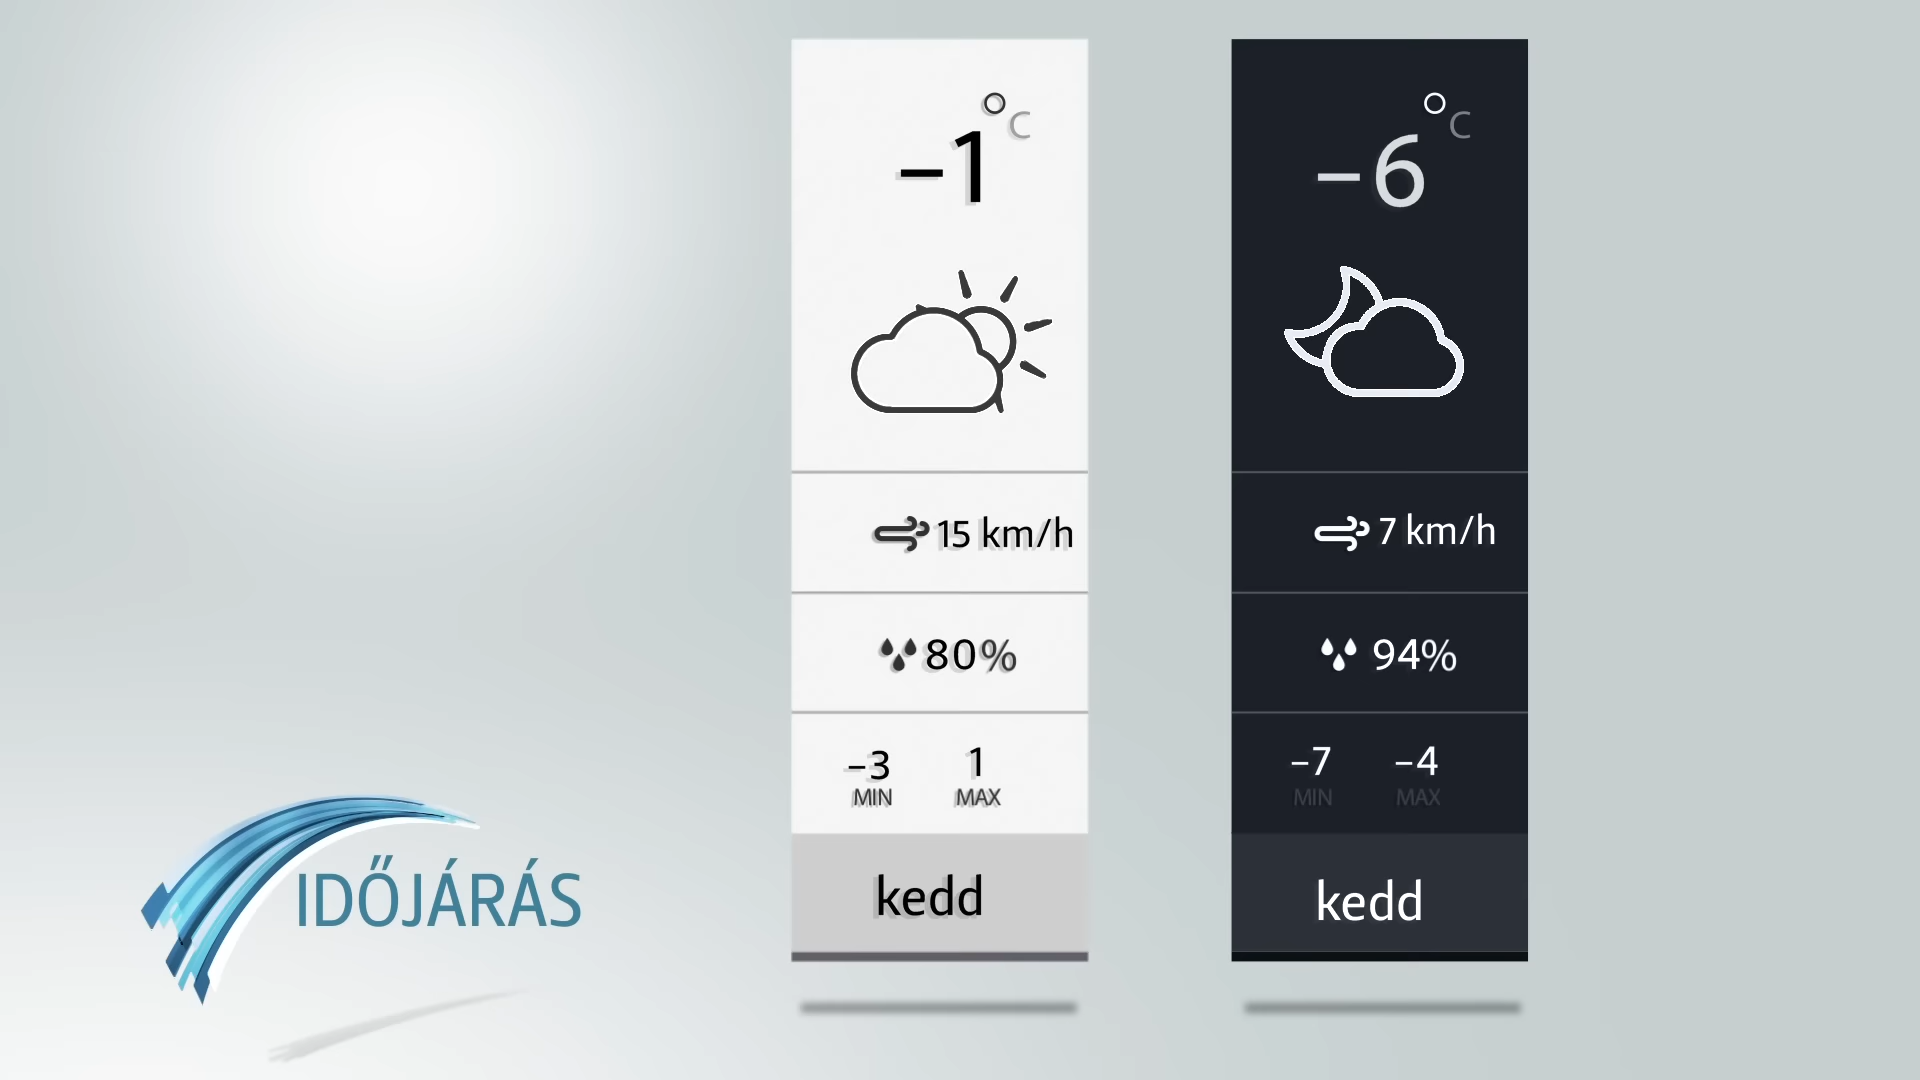 °C
–1
15 km/h
80%
–3 1
MIN MAX
kedd
°C
–6
7 km/h
94%
–7 –4
MIN MAX
kedd
IDŐJÁRÁS